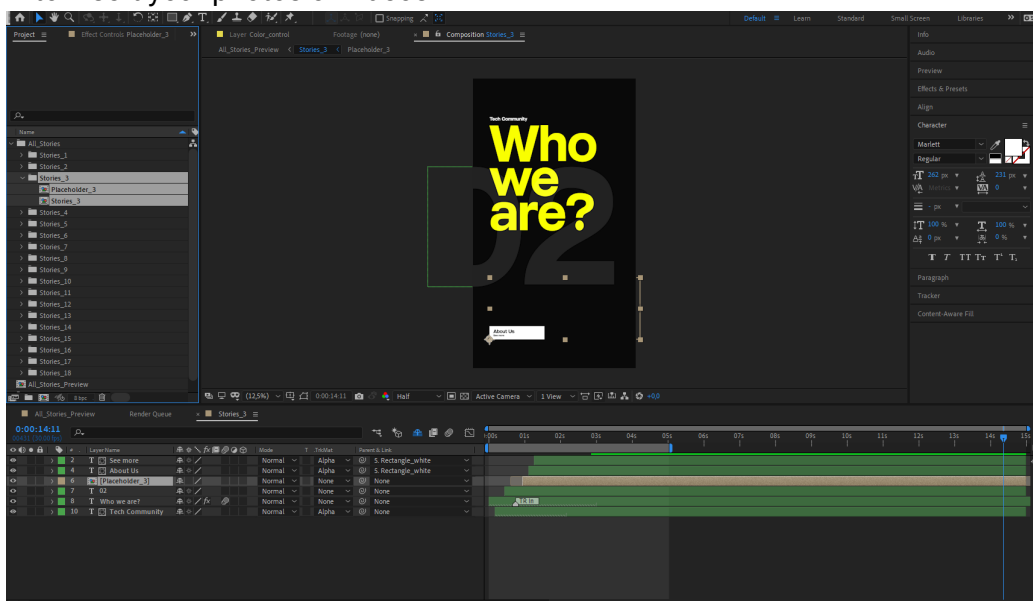 Snapping
Default
Learn
Standard
Small Screen
Libraries
Project
Effect Controls Placeholder_3
Layer Color_control
Footage (none)
Composition Stories_3
All_Stories_Preview
Stories_3
Placeholder_3
Name
All_Stories
Stories_1
Stories_2
Stories_3
Placeholder_3
Stories_3
Stories_4
Stories_5
Stories_6
Stories_7
Stories_8
Stories_9
Stories_10
Stories_11
Stories_12
Stories_13
Stories_14
Stories_15
Stories_16
Stories_17
Stories_18
All_Stories_Preview
8 bpc
Tech Community
Who
we
are?
02
About Us
(12,5%)
0:00:14:11
Half
Active Camera
1 View
+0,0
Info
Audio
Preview
Effects & Presets
Align
Character
Marlett
Regular
262 px
231 px
Metrics
0
- px
100 %
100 %
0 px
0 %
Paragraph
Tracker
Content-Aware Fill
All_Stories_Preview
Render Queue
Stories_3
0:00:14:11
Layer Name
Mode
T .TrkMat
Parent & Link
2 T See more Normal Alpha 5. Rectangle_white
4 T About Us Normal Alpha 5. Rectangle_white
6 [Placeholder_3] Normal Alpha None
7 T 02 Normal Alpha None
8 T Who we are? Normal Alpha None
10 T Tech Community Normal Alpha None
01s 02s 03s 04s 05s 06s 07s 08s 09s 10s 11s 12s 13s 14s 15s
TR In